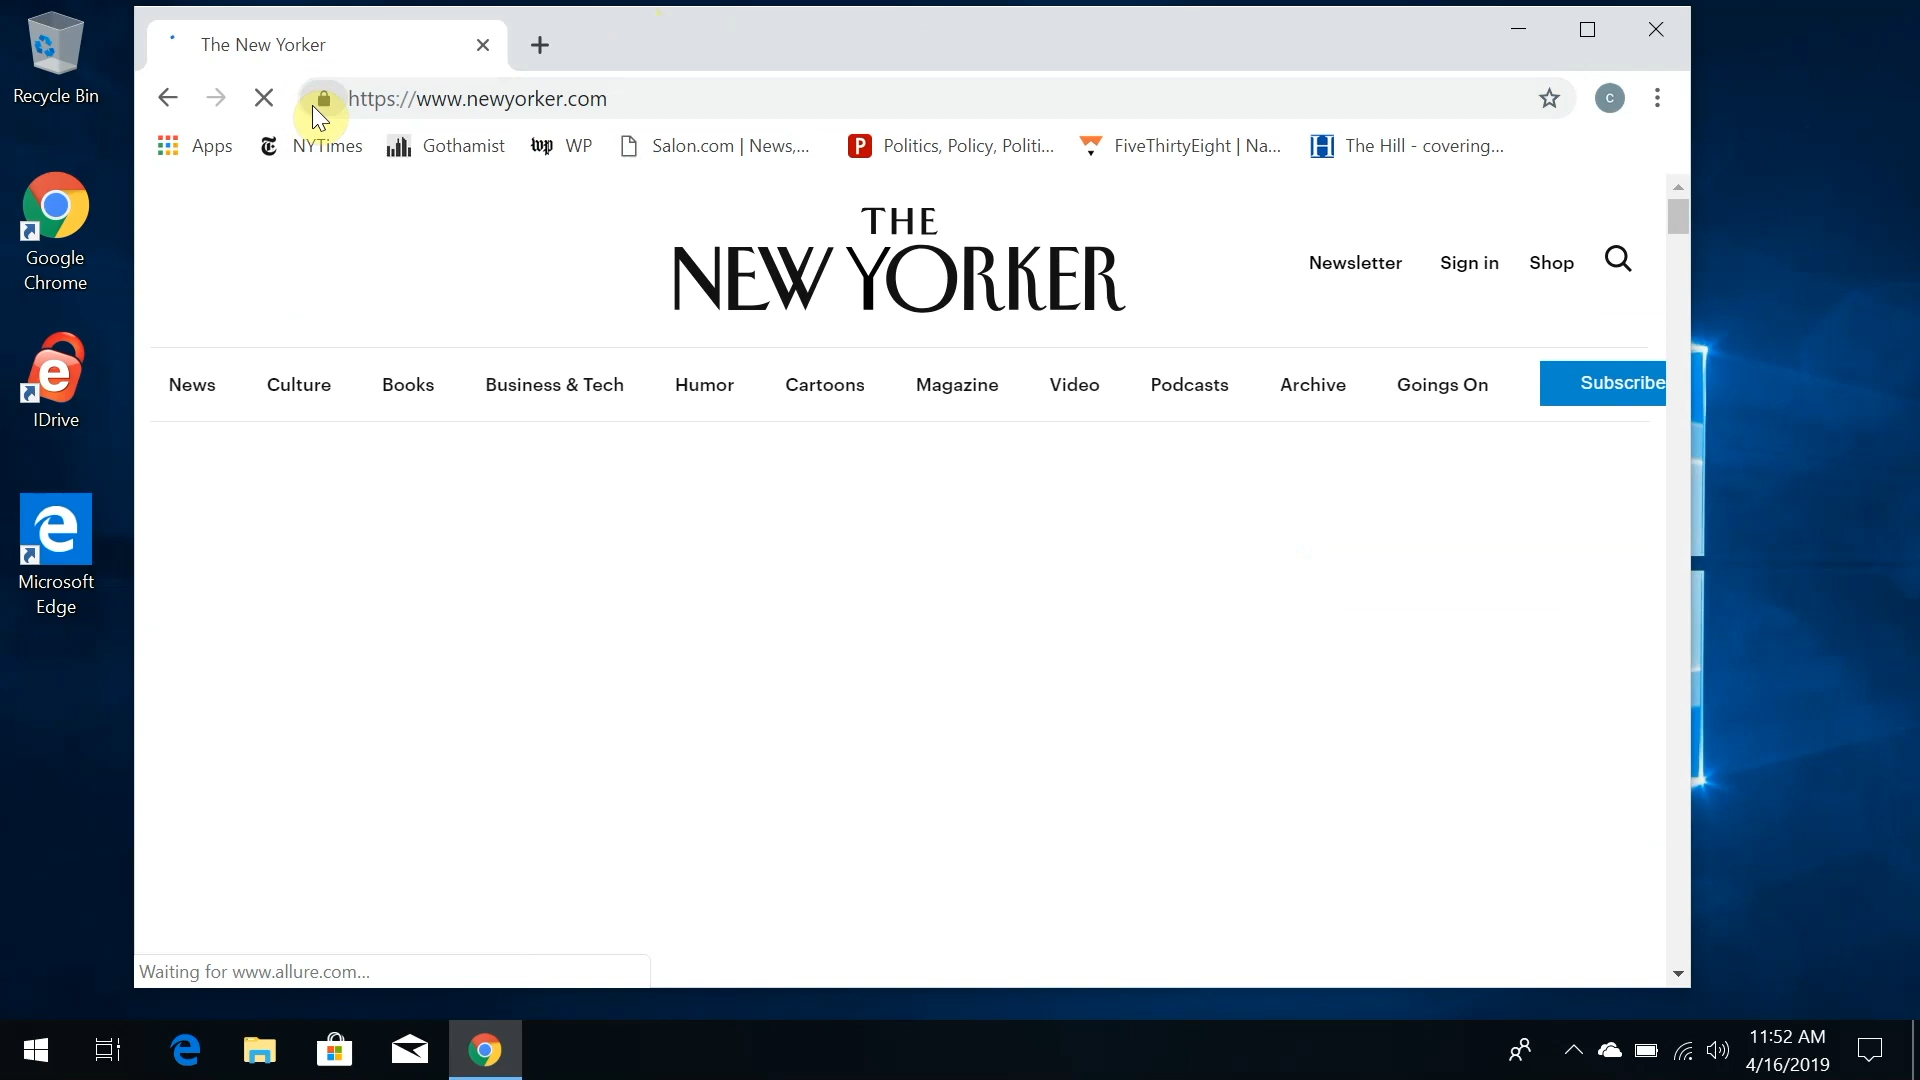 Recycle Bin
Google
Chrome
IDrive
Microsoft
Edge
The New Yorker
https://www.newyorker.com
c
Apps
NYTimes
Gothamist
wp WP
Salon.com | News,...
P Politics, Policy, Politi...
FiveThirtyEight | Na...
The Hill - covering...
THE
NEW YORKER
Newsletter Sign in Shop
News Culture Books Business & Tech Humor Cartoons Magazine Video Podcasts Archive Goings On Subscribe
Waiting for www.allure.com...
11:52 AM
4/16/2019